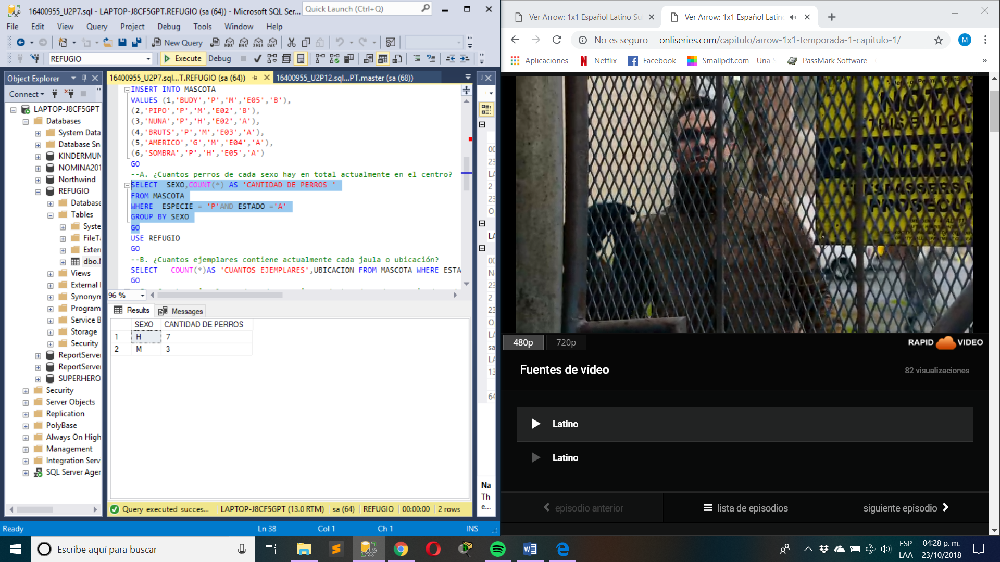 16400955_U2P7.sql - LAPTOP-J8CF5GPT.REFUGIO (sa (64)) - Microsoft SQL Ser...
Quick Launch (Ctrl+Q)
File Edit View Query Project Debug Tools Window Help
New Query
MDX DMX XMLA DAX
REFUGIO
Execute Debug
Object Explorer
Connect
LAPTOP-J8CF5GPT
Databases
System Data
Database Sna
KINDERMUN
NOMINA201
Northwind
REFUGIO
Database
Tables
Syste
FileTa
Exter
dbo.
Views
External
Synonym
Program
Service B
Storage
Security
ReportServe
ReportServe
SUPERHERO
Security
Server Objects
Replication
PolyBase
Always On High
Management
Integration Serv
SQL Server Agen
16400955_U2P7.sql...T.REFUGIO (sa (64))
16400955_U2P12.sql...PT.master (sa (68))
INSERT INTO MASCOTA
VALUES (1,'BUDY','P','M','E05','B'),
(2,'PIPO','P','M','E02','B'),
(3,'NUNA','P','H','E02','A'),
(4,'BRUTS','P','M','E03','A'),
(5,'AMERICO','G','M','E04','A'),
(6,'SOMBRA','P','H','E05','A')
GO
--A. ¿Cuantos perros de cada sexo hay en total actualmente en el centro?
SELECT  SEXO,COUNT(*) AS 'CANTIDAD DE PERROS '
FROM MASCOTA
WHERE  ESPECIE = 'P'AND ESTADO ='A'
GROUP BY SEXO
GO
USE REFUGIO
GO
--B. ¿Cuantos ejemplares contiene actualmente cada jaula o ubicación?
SELECT   COUNT(*)AS 'CUANTOS EJEMPLARES',UBICACION FROM MASCOTA WHERE ESTA
GO
96 %
Results Messages
SEXO CANTIDAD DE PERROS
1 H 7
2 M 3
Query executed succes... LAPTOP-J8CF5GPT (13.0 RTM) sa (64) REFUGIO 00:00:00 2 rows
00
23
LA
2
23
O
LA
00
N
23
2
23
O
LA
sa
LA
13
64
Na
Th
e...
Ready Ln 38 Col 1 Ch 1 INS
Ver Arrow: 1x1 Español Latino Su
Ver Arrow: 1x1 Español Latin
No es seguro
onliseries.com/capitulo/arrow-1x1-temporada-1-capitulo-1/
M
Aplicaciones
Netflix
Facebook
Smallpdf.com - Una S
PassMark Software -
»
NOTIC
THIS BUILDIN
480p 720p
RAPID VIDEO
Fuentes de vídeo
82 visualizaciones
Latino
Latino
episodio anterior
lista de episodios
siguiente episodio
Escribe aquí para buscar
ESP
LAA
04:28 p. m.
23/10/2018